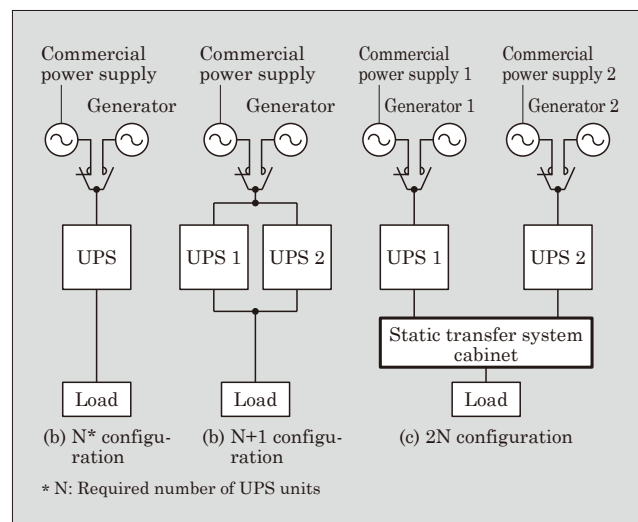 Commercial
power supply
Generator
UPS
Load
(b) N* configu-
ration
Commercial
power supply
Generator
UPS 1
UPS 2
Load
(b) N+1 configu-
ration
Commercial
power supply 1
Generator 1
Commercial
power supply 2
Generator 2
UPS 1
UPS 2
Static transfer system
cabinet
Load
(c) 2N configuration
* N: Required number of UPS units